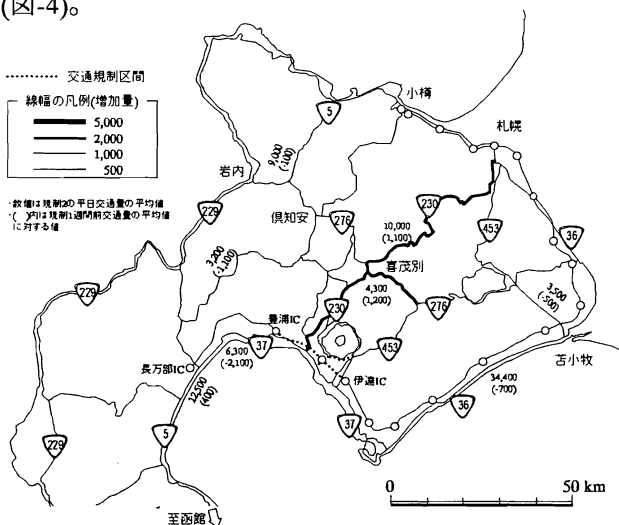 (図-4)。
交通規制区間
線幅の凡例(増加量)
5,000
2,000
1,000
500
・数値は規制2の平日交通量の平均値
・( )内は規制1週間前交通量の平均値
に対する値
小樽
札幌
5
岩内
9,000
(-100)
229
倶知安
276
230
10,000
(1,100)
453
36
喜茂別
3,200
(-1,100)
4,300
(1,200)
276
3,500
(-500)
229
230
豊浦IC
453
苫小牧
長万部IC
6,300
(-2,100)
37
伊達IC
12,500
(400)
34,400
(-700)
36
37
229
5
至函館
0
50 km